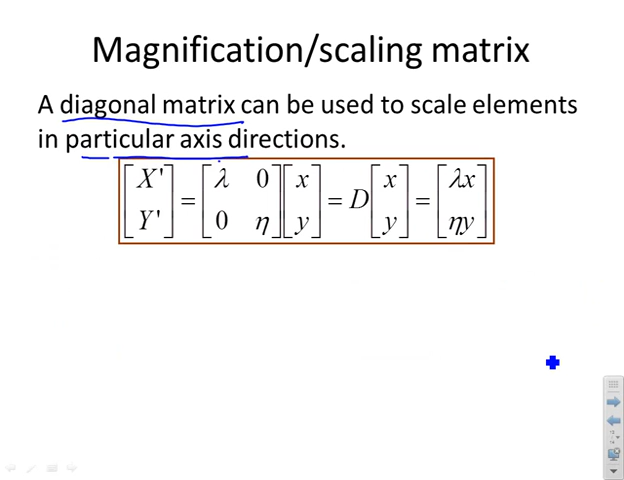 Magnification/scaling matrix
A diagonal matrix can be used to scale elements
in particular axis directions.
[X' ; Y'] = [λ 0 ; 0 η] [x ; y] = D [x ; y] = [λx ; ηy]